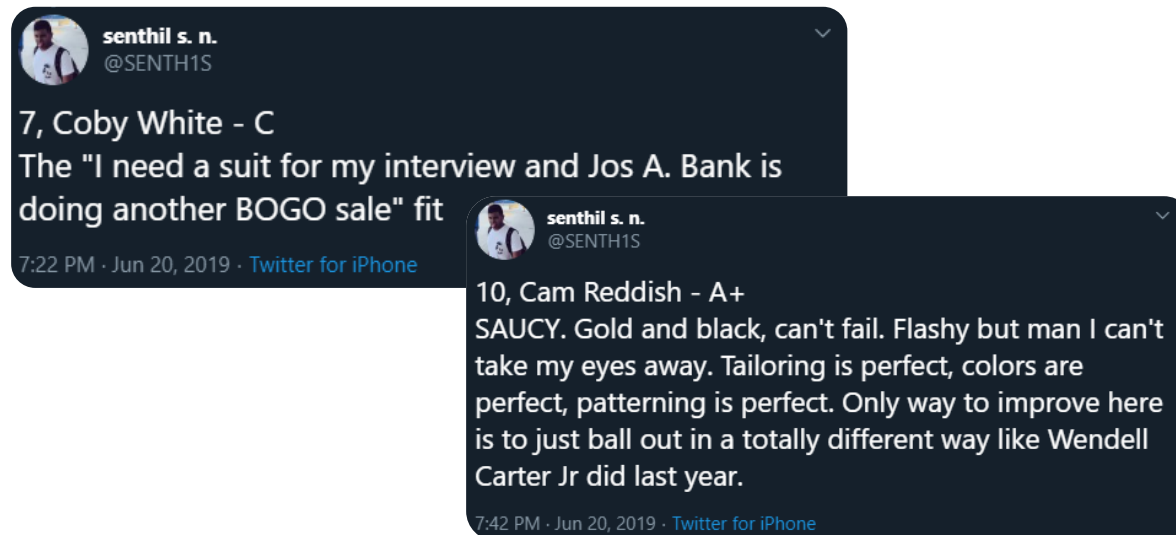 senthil s. n.
@SENTH1S
7, Coby White - C
The "I need a suit for my interview and Jos A. Bank is
doing another BOGO sale" fit
7:22 PM · Jun 20, 2019 · Twitter for iPhone
senthil s. n.
@SENTH1S
10, Cam Reddish - A+
SAUCY. Gold and black, can't fail. Flashy but man I can't
take my eyes away. Tailoring is perfect, colors are
perfect, patterning is perfect. Only way to improve here
is to just ball out in a totally different way like Wendell
Carter Jr did last year.
7:42 PM · Jun 20, 2019 · Twitter for iPhone